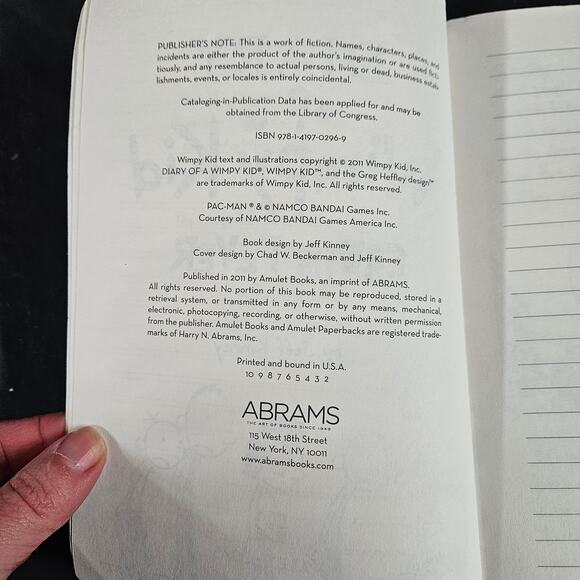 PUBLISHER'S NOTE: This is a work of fiction. Names, characters, places, and
incidents are either the product of the author's imagination or are used ficti-
tiously, and any resemblance to actual persons, living or dead, business estab-
lishments, events, or locales is entirely coincidental.
Cataloging-in-Publication Data has been applied for and may be
obtained from the Library of Congress.
ISBN 978-1-4197-0296-9
Wimpy Kid text and illustrations copyright © 2011 Wimpy Kid, Inc.
DIARY OF A WIMPY KID®, WIMPY KID™, and the Greg Heffley design™
are trademarks of Wimpy Kid, Inc. All rights reserved.
PAC-MAN ® & © NAMCO BANDAI Games Inc.
Courtesy of NAMCO BANDAI Games America Inc.
Book design by Jeff Kinney
Cover design by Chad W. Beckerman and Jeff Kinney
Published in 2011 by Amulet Books, an imprint of ABRAMS.
All rights reserved. No portion of this book may be reproduced, stored in a
retrieval system, or transmitted in any form or by any means, mechanical,
electronic, photocopying, recording, or otherwise, without written permission
from the publisher. Amulet Books and Amulet Paperbacks are registered trade-
marks of Harry N. Abrams, Inc.
Printed and bound in U.S.A.
10 9 8 7 6 5 4 3 2
ABRAMS
THE ART OF BOOKS SINCE 1949
115 West 18th Street
New York, NY 10011
www.abramsbooks.com